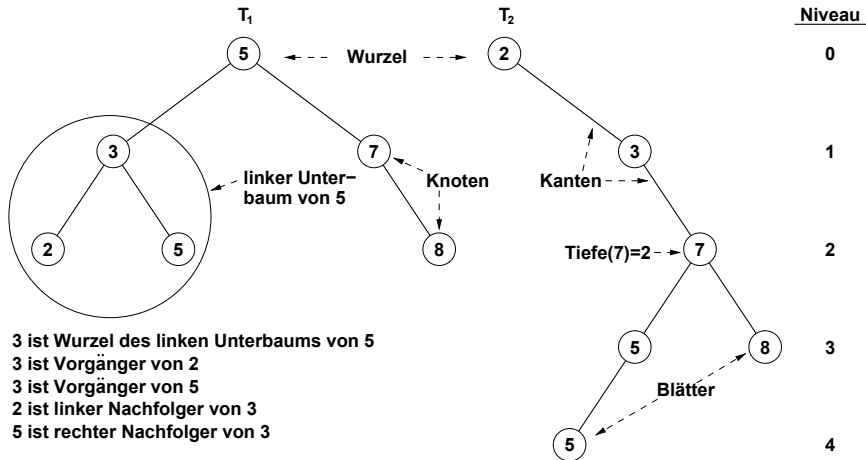 T1 T2 Niveau
5 Wurzel 2 0
3 7 3 1
linker Unter–
baum von 5
Knoten Kanten
2 5 8 Tiefe(7)=2 7 2
3 ist Wurzel des linken Unterbaums von 5
5 8 3
3 ist Vorgänger von 2
3 ist Vorgänger von 5
Blätter
2 ist linker Nachfolger von 3
5 ist rechter Nachfolger von 3
5 4